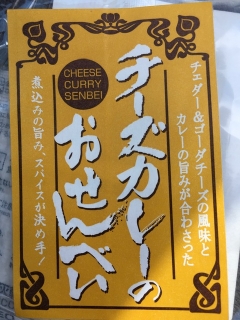 CHEESE
CURRY
SENBEI
チーズカレーの
おせんべい
チェダー&ゴーダチーズの風味と
カレーの旨みが合わさった
煮込みの旨み、スパイスが決め手!